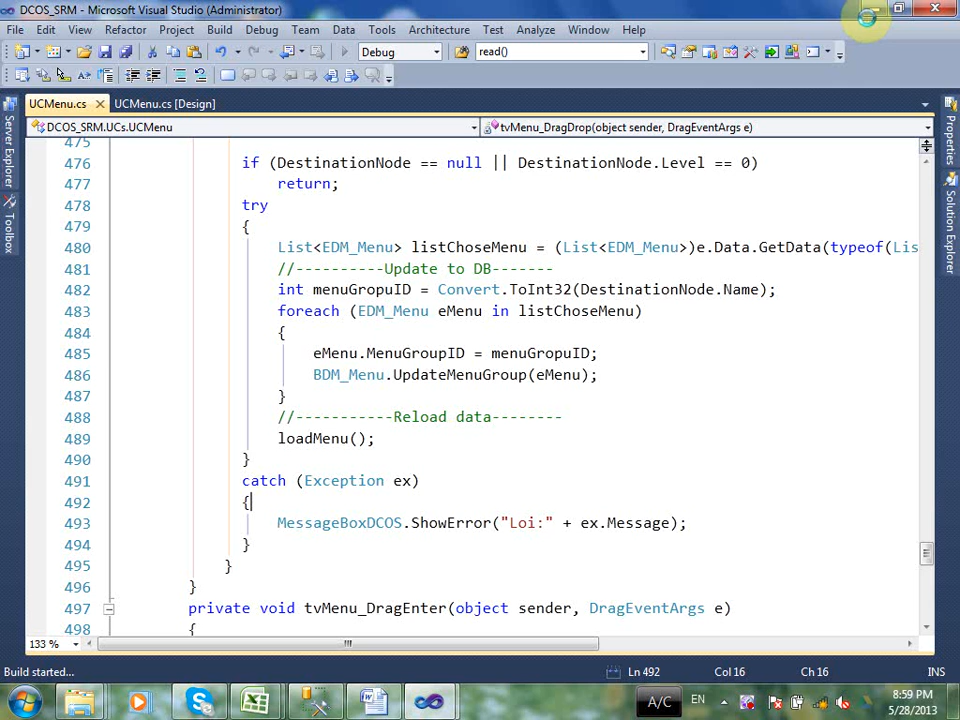 DCOS_SRM - Microsoft Visual Studio (Administrator)
File Edit View Refactor Project Build Debug Team Data Tools Architecture Test Analyze Window Help
Debug read()
UCMenu.cs UCMenu.cs [Design]
DCOS_SRM.UCs.UCMenu tvMenu_DragDrop(object sender, DragEventArgs e)
Server Explorer
Toolbox
Properties
Solution Explorer
475
476 if (DestinationNode == null || DestinationNode.Level == 0)
477 return;
478 try
479 {
480 List<EDM_Menu> listChoseMenu = (List<EDM_Menu>)e.Data.GetData(typeof(Lis
481 //----------Update to DB-------
482 int menuGropuID = Convert.ToInt32(DestinationNode.Name);
483 foreach (EDM_Menu eMenu in listChoseMenu)
484 {
485 eMenu.MenuGroupID = menuGropuID;
486 BDM_Menu.UpdateMenuGroup(eMenu);
487 }
488 //-----------Reload data--------
489 loadMenu();
490 }
491 catch (Exception ex)
492 {
493 MessageBoxDCOS.ShowError("Loi:" + ex.Message);
494 }
495 }
496 }
497 private void tvMenu_DragEnter(object sender, DragEventArgs e)
498 {
133 %
Build started... Ln 492 Col 16 Ch 16 INS
A/C EN 8:59 PM
5/28/2013